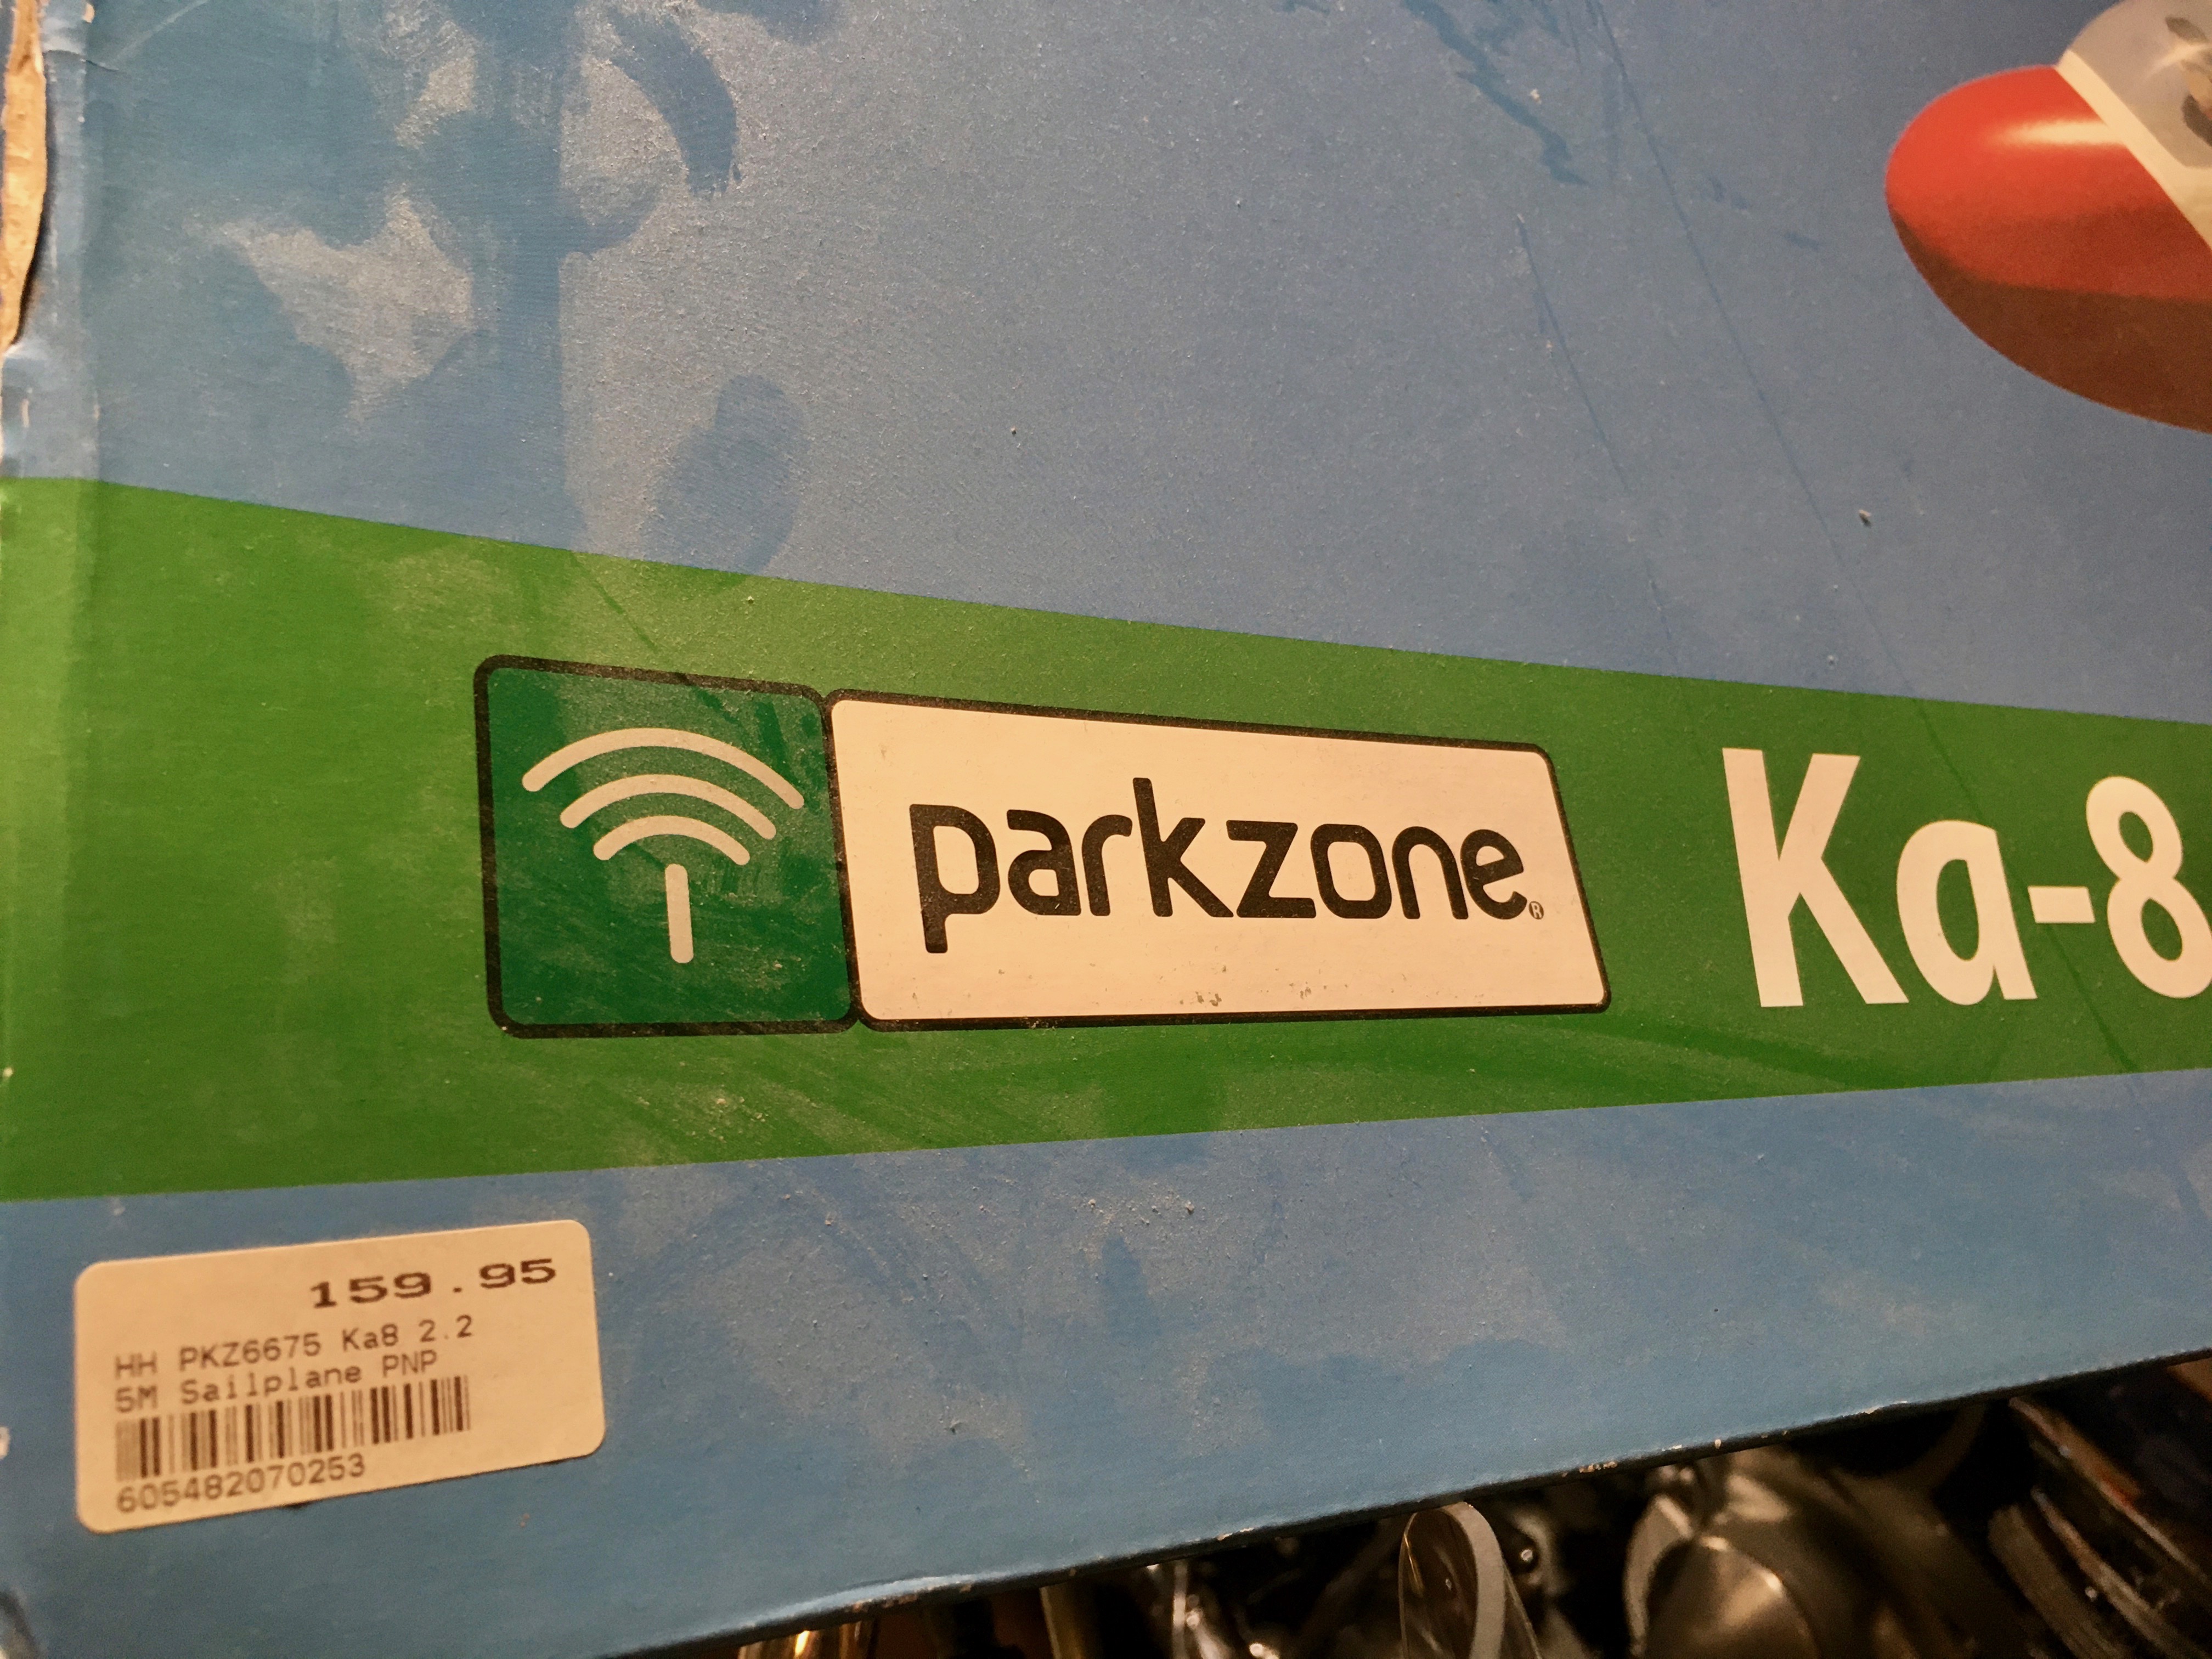 parkzone®
Ka-8
159.95
HH PKZ6675 Ka8 2.2
5M Sailplane PNP
605482070253